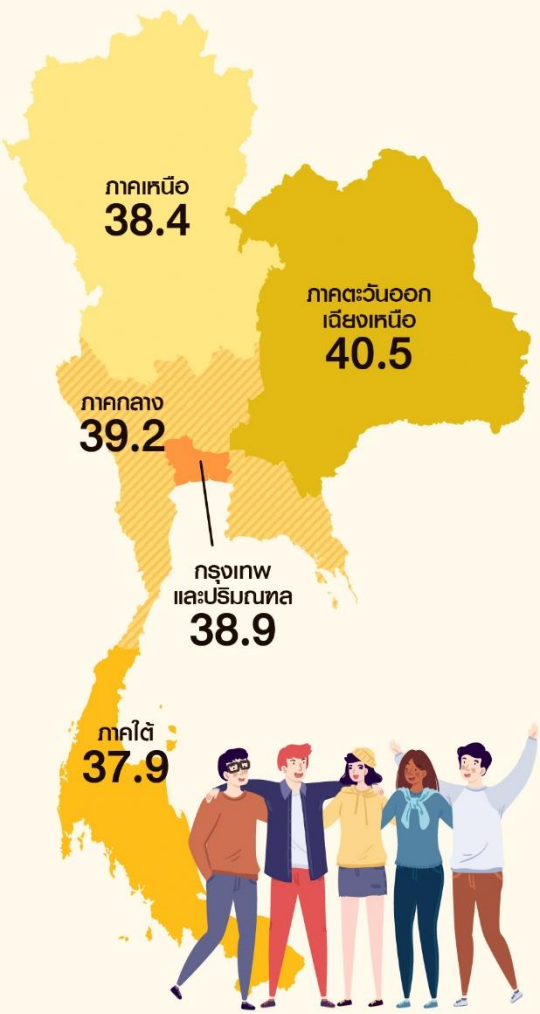 ภาคเหนือ
38.4
ภาคตะวันออก
เฉียงเหนือ
40.5
ภาคกลาง
39.2
กรุงเทพ
และปริมณฑล
38.9
ภาคใต้
37.9